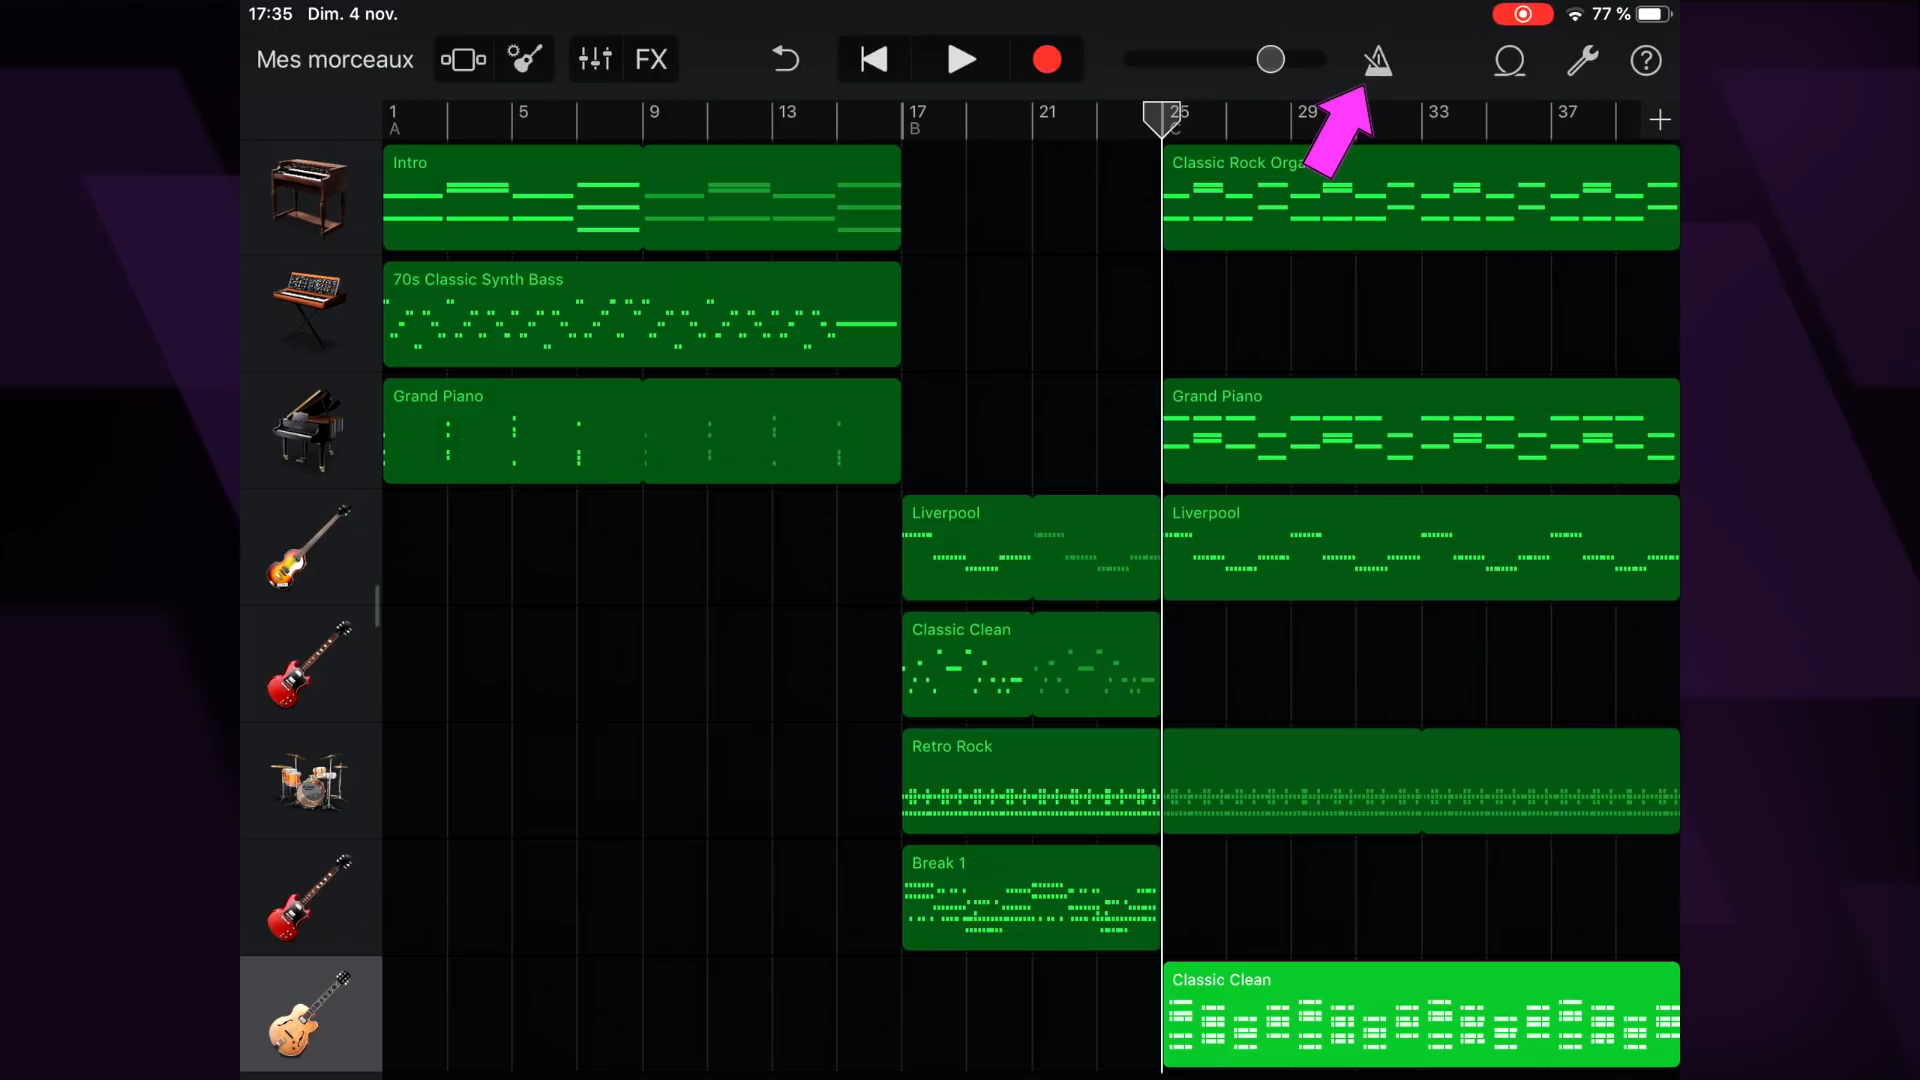 17:35 Dim. 4 nov. 77 %
Mes morceaux FX
1 5 9 13 17 21 25 29 33 37
A B C
Intro Classic Rock Orga
70s Classic Synth Bass
Grand Piano Grand Piano
Liverpool Liverpool
Classic Clean
Retro Rock
Break 1
Classic Clean